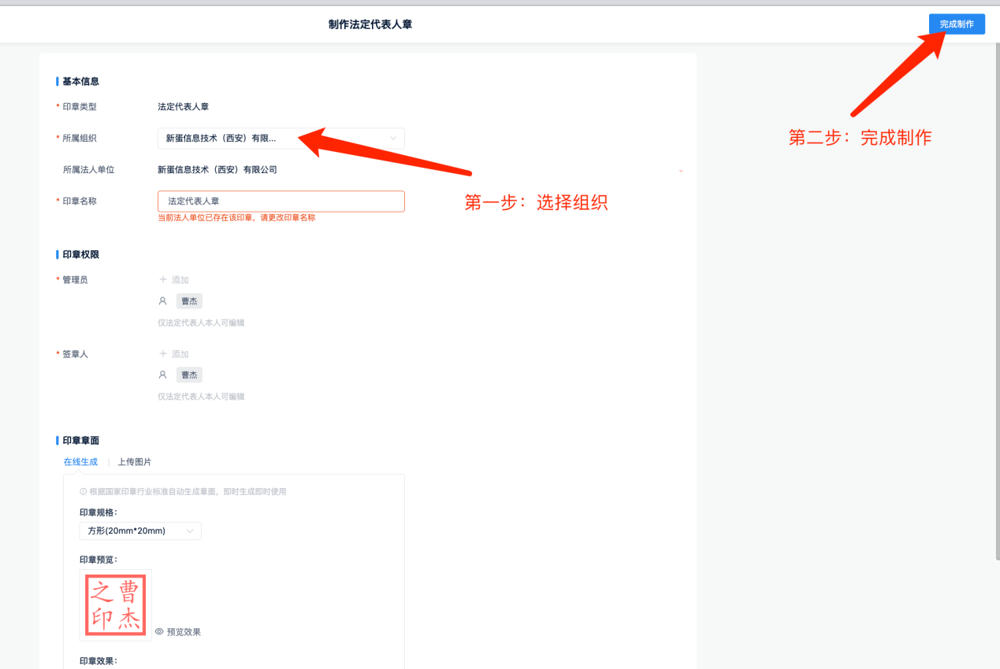 制作法定代表人章
完成制作
基本信息
* 印章类型 法定代表人章
* 所属组织 新蛋信息技术（西安）有限...
第二步：完成制作
所属法人单位 新蛋信息技术（西安）有限公司
* 印章名称 法定代表人章
第一步：选择组织
当前法人单位已存在该印章，请更改印章名称
印章权限
* 管理员 + 添加
曹杰
仅法定代表人本人可编辑
* 签章人 + 添加
曹杰
仅法定代表人本人可编辑
印章章面
在线生成 | 上传图片
根据国家印章行业标准自动生成章面，即时生成即时使用
印章规格：
方形(20mm*20mm)
印章预览：
曹杰之印
预览效果
印章效果：